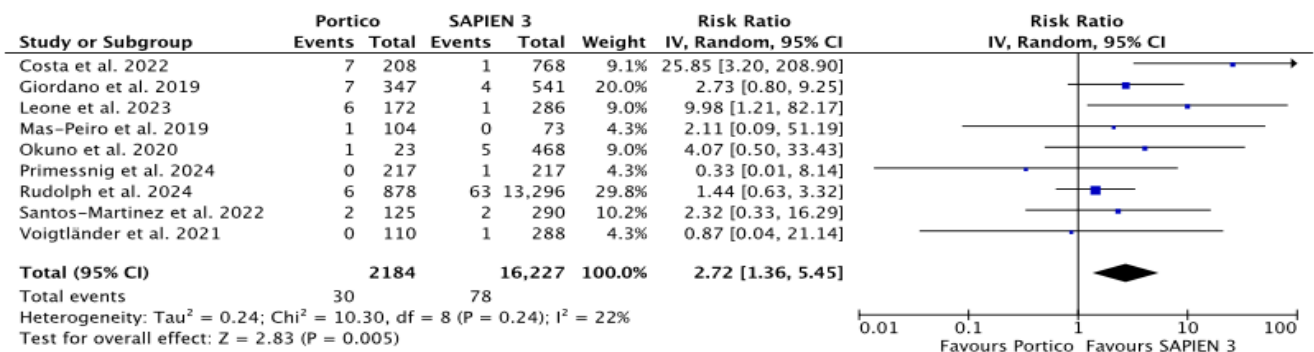 Portico SAPIEN 3 Risk Ratio Risk Ratio
Study or Subgroup Events Total Events Total Weight IV, Random, 95% CI IV, Random, 95% CI
Costa et al. 2022 7 208 1 768 9.1% 25.85 [3.20, 208.90]
Giordano et al. 2019 7 347 4 541 20.0% 2.73 [0.80, 9.25]
Leone et al. 2023 6 172 1 286 9.0% 9.98 [1.21, 82.17]
Mas-Peiro et al. 2019 1 104 0 73 4.3% 2.11 [0.09, 51.19]
Okuno et al. 2020 1 23 5 468 9.0% 4.07 [0.50, 33.43]
Primessnig et al. 2024 0 217 1 217 4.3% 0.33 [0.01, 8.14]
Rudolph et al. 2024 6 878 63 13,296 29.8% 1.44 [0.63, 3.32]
Santos-Martinez et al. 2022 2 125 2 290 10.2% 2.32 [0.33, 16.29]
Voigtländer et al. 2021 0 110 1 288 4.3% 0.87 [0.04, 21.14]
Total (95% CI) 2184 16,227 100.0% 2.72 [1.36, 5.45]
Total events 30 78
Heterogeneity: Tau² = 0.24; Chi² = 10.30, df = 8 (P = 0.24); I² = 22%
Test for overall effect: Z = 2.83 (P = 0.005)
0.01 0.1 1 10 100
Favours Portico Favours SAPIEN 3